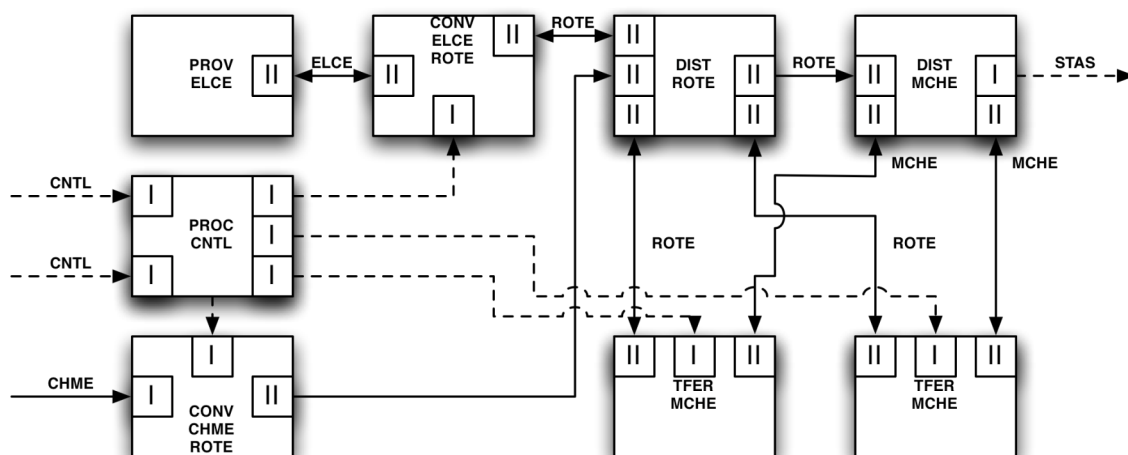 PROV
ELCE
II
ELCE
CONV
ELCE
ROTE
II
II
I
ROTE
II
II
II
DIST
ROTE
II
II
ROTE
II
II
DIST
MCHE
I
II
STAS
MCHE
MCHE
CNTL
CNTL
I
I
PROC
CNTL
I
I
I
ROTE
ROTE
CHME
I
I
II
CONV
CHME
ROTE
II
I
II
TFER
MCHE
II
I
II
TFER
MCHE